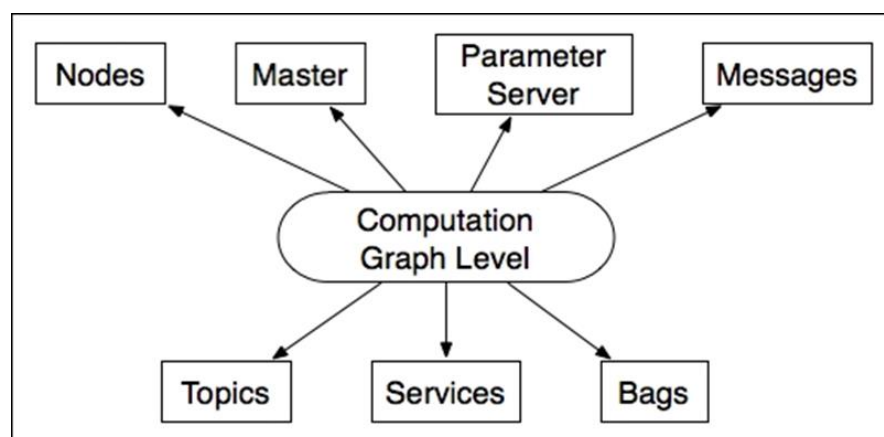 Nodes
Master
Parameter
Server
Messages
Computation
Graph Level
Topics
Services
Bags